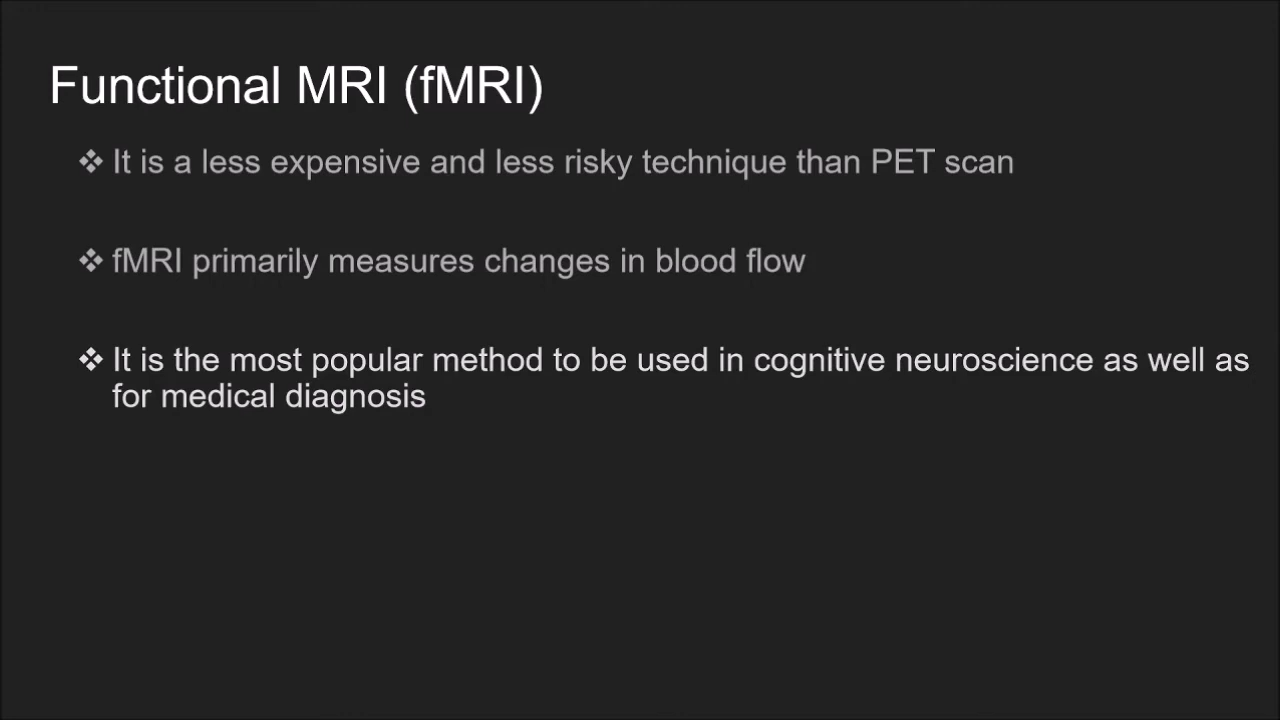 Functional MRI (fMRI)
❖ It is a less expensive and less risky technique than PET scan
❖ fMRI primarily measures changes in blood flow
❖ It is the most popular method to be used in cognitive neuroscience as well as
for medical diagnosis